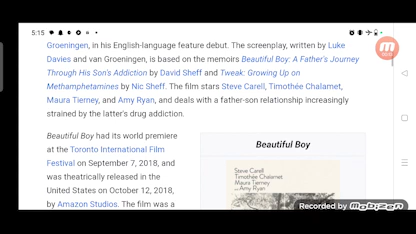 5:15
Groeningen, in his English-language feature debut. The screenplay, written by Luke
Davies and van Groeningen, is based on the memoirs Beautiful Boy: A Father's Journey
Through His Son's Addiction by David Sheff and Tweak: Growing Up on
Methamphetamines by Nic Sheff. The film stars Steve Carell, Timothée Chalamet,
Maura Tierney, and Amy Ryan, and deals with a father-son relationship increasingly
strained by the latter's drug addiction.
Beautiful Boy had its world premiere
at the Toronto International Film
Festival on September 7, 2018, and
was theatrically released in the
United States on October 12, 2018,
by Amazon Studios. The film was a
Beautiful Boy
Steve Carell
Timothée Chalamet
Maura Tierney
Amy Ryan
Recorded by Mobizen